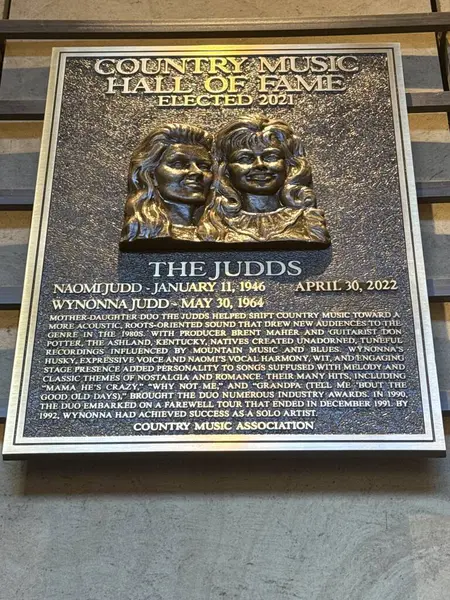 COUNTRY MUSIC
HALL OF FAME
ELECTED 2021
THE JUDDS
NAOMI JUDD - JANUARY 11, 1946 APRIL 30, 2022
WYNONNA JUDD - MAY 30, 1964
MOTHER-DAUGHTER DUO THE JUDDS HELPED SHIFT COUNTRY MUSIC TOWARD A
MORE ACOUSTIC, ROOTS-ORIENTED SOUND THAT DREW NEW AUDIENCES TO THE
GENRE IN THE 1980S. WITH PRODUCER BRENT MAHER AND GUITARIST DON
POTTER, THE ASHLAND, KENTUCKY, NATIVES CREATED UNADORNED, TUNEFUL
RECORDINGS INFLUENCED BY MOUNTAIN MUSIC AND BLUES. WYNONNA'S
HUSKY, EXPRESSIVE VOICE AND NAOMI'S VOCAL HARMONY, WIT, AND ENGAGING
STAGE PRESENCE ADDED PERSONALITY TO SONGS SUFFUSED WITH MELODY AND
CLASSIC THEMES OF NOSTALGIA AND ROMANCE. THEIR MANY HITS, INCLUDING
"MAMA HE'S CRAZY," "WHY NOT ME," AND "GRANDPA (TELL ME 'BOUT THE
GOOD OLD DAYS)," BROUGHT THE DUO NUMEROUS INDUSTRY AWARDS. IN 1990,
THE DUO EMBARKED ON A FAREWELL TOUR THAT ENDED IN DECEMBER 1991. BY
1992, WYNONNA HAD ACHIEVED SUCCESS AS A SOLO ARTIST.
COUNTRY MUSIC ASSOCIATION